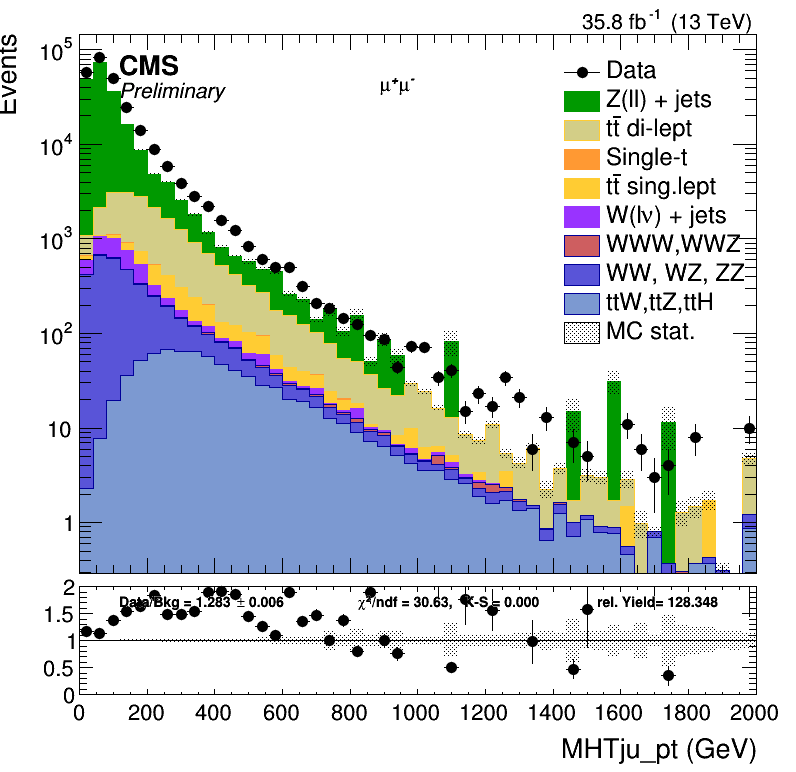 35.8 fb⁻¹ (13 TeV)
Events
CMS
Preliminary
μ⁺μ⁻
Data
Z(ll) + jets
tt̄ di-lept
Single-t
tt̄ sing.lept
W(lν) + jets
WWW,WWZ
WW, WZ, ZZ
ttW,ttZ,ttH
MC stat.
10⁵
10⁴
10³
10²
10
1
2
1.5
1
0.5
0
Data/Bkg = 1.283 ± 0.006
χ²/ndf = 30.63, K-S = 0.000
rel. Yield= 128.348
0 200 400 600 800 1000 1200 1400 1600 1800 2000
MHTju_pt (GeV)